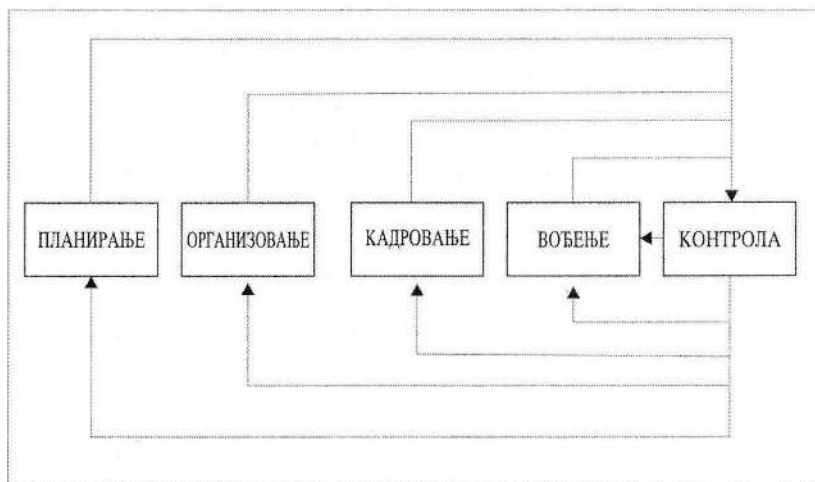 ПЛАНИРАЊЕ
ОРГАНИЗОВАЊЕ
КАДРОВАЊЕ
ВОЂЕЊЕ
КОНТРОЛА